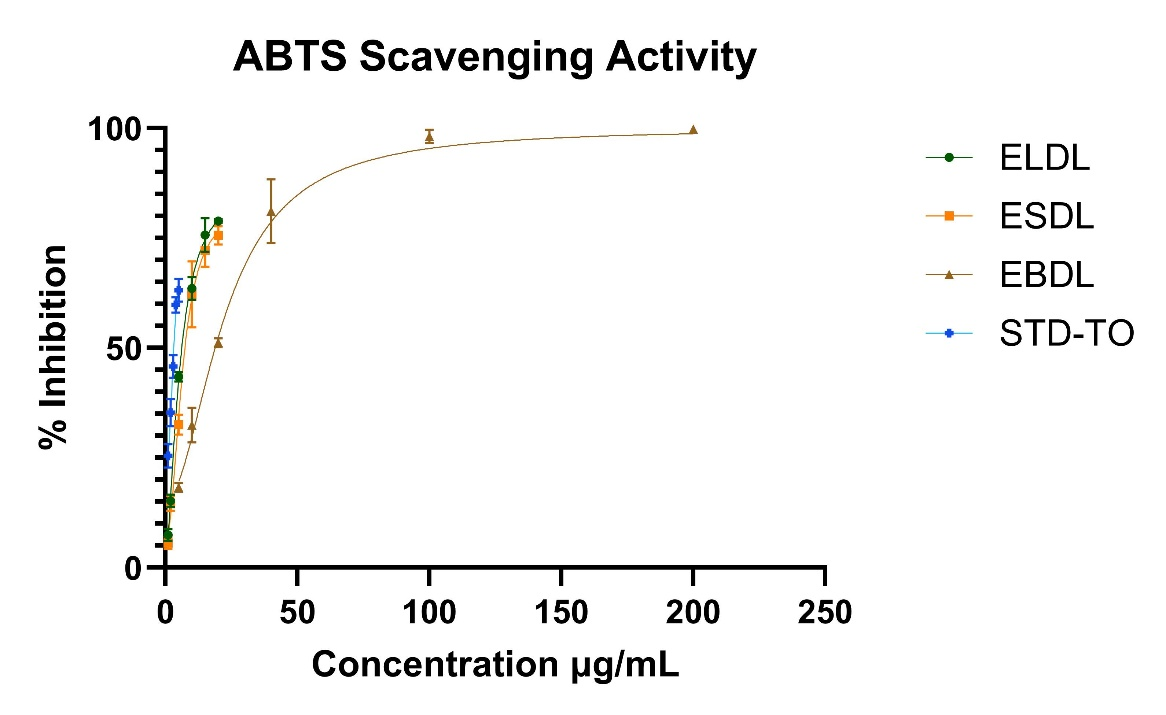 ABTS Scavenging Activity
100
50
0
% Inhibition
0 50 100 150 200 250
Concentration µg/mL
ELDL
ESDL
EBDL
STD-TO